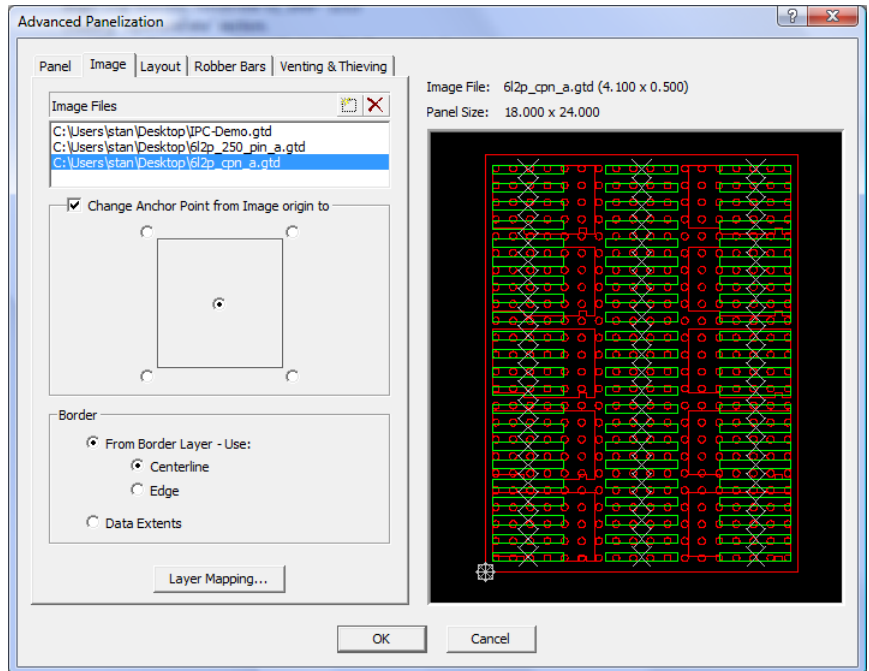 Advanced Panelization
Panel Image Layout Robber Bars Venting & Thieving
Image Files
C:\Users\stan\Desktop\IPC-Demo.gtd
C:\Users\stan\Desktop\6l2p_250_pin_a.gtd
C:\Users\stan\Desktop\6l2p_cpn_a.gtd
Change Anchor Point from Image origin to
Border
From Border Layer - Use:
Centerline
Edge
Data Extents
Layer Mapping...
Image File: 6l2p_cpn_a.gtd (4.100 x 0.500)
Panel Size: 18.000 x 24.000
OK Cancel